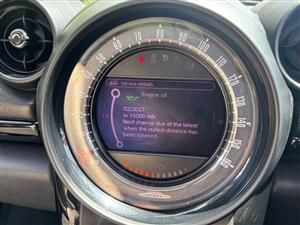 Service details
Engine oil
02/2027
in 15000 mls
Next change due at the latest
when the stated distance has
been covered.